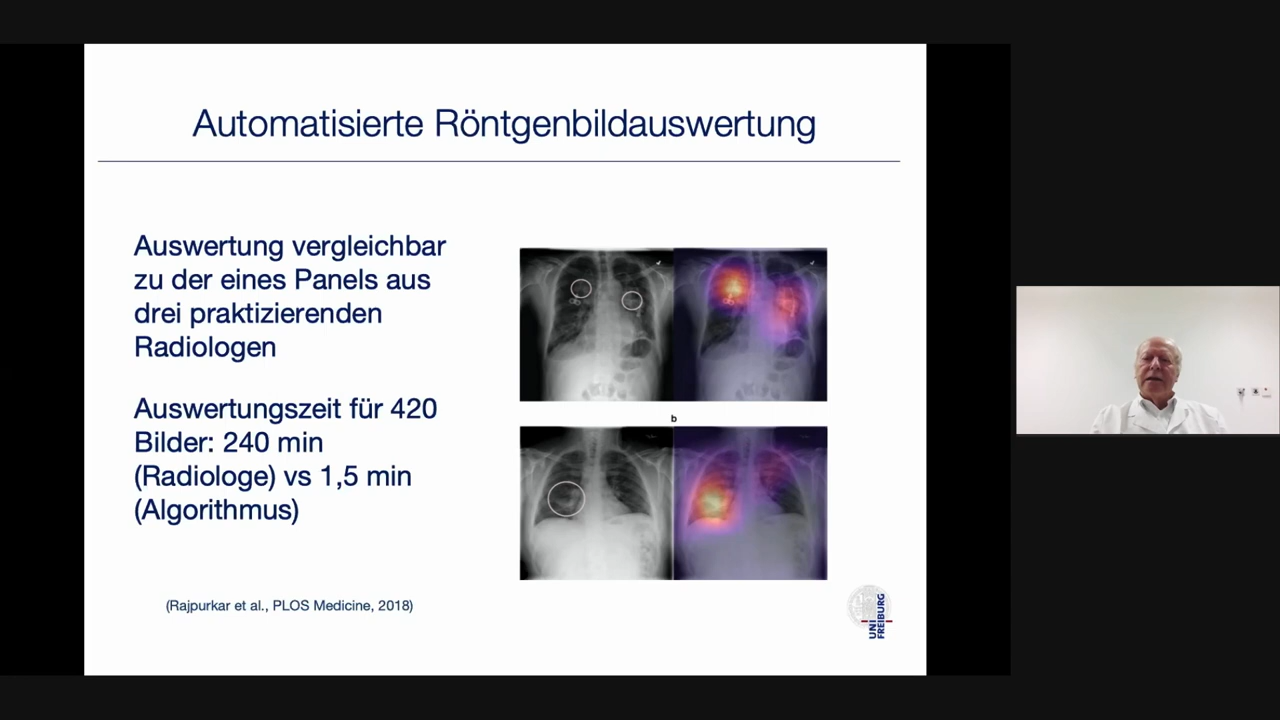 Automatisierte Röntgenbildauswertung
Auswertung vergleichbar
zu der eines Panels aus
drei praktizierenden
Radiologen
Auswertungszeit für 420
Bilder: 240 min
(Radiologe) vs 1,5 min
(Algorithmus)
(Rajpurkar et al., PLOS Medicine, 2018)
b
UNI
FREIBURG